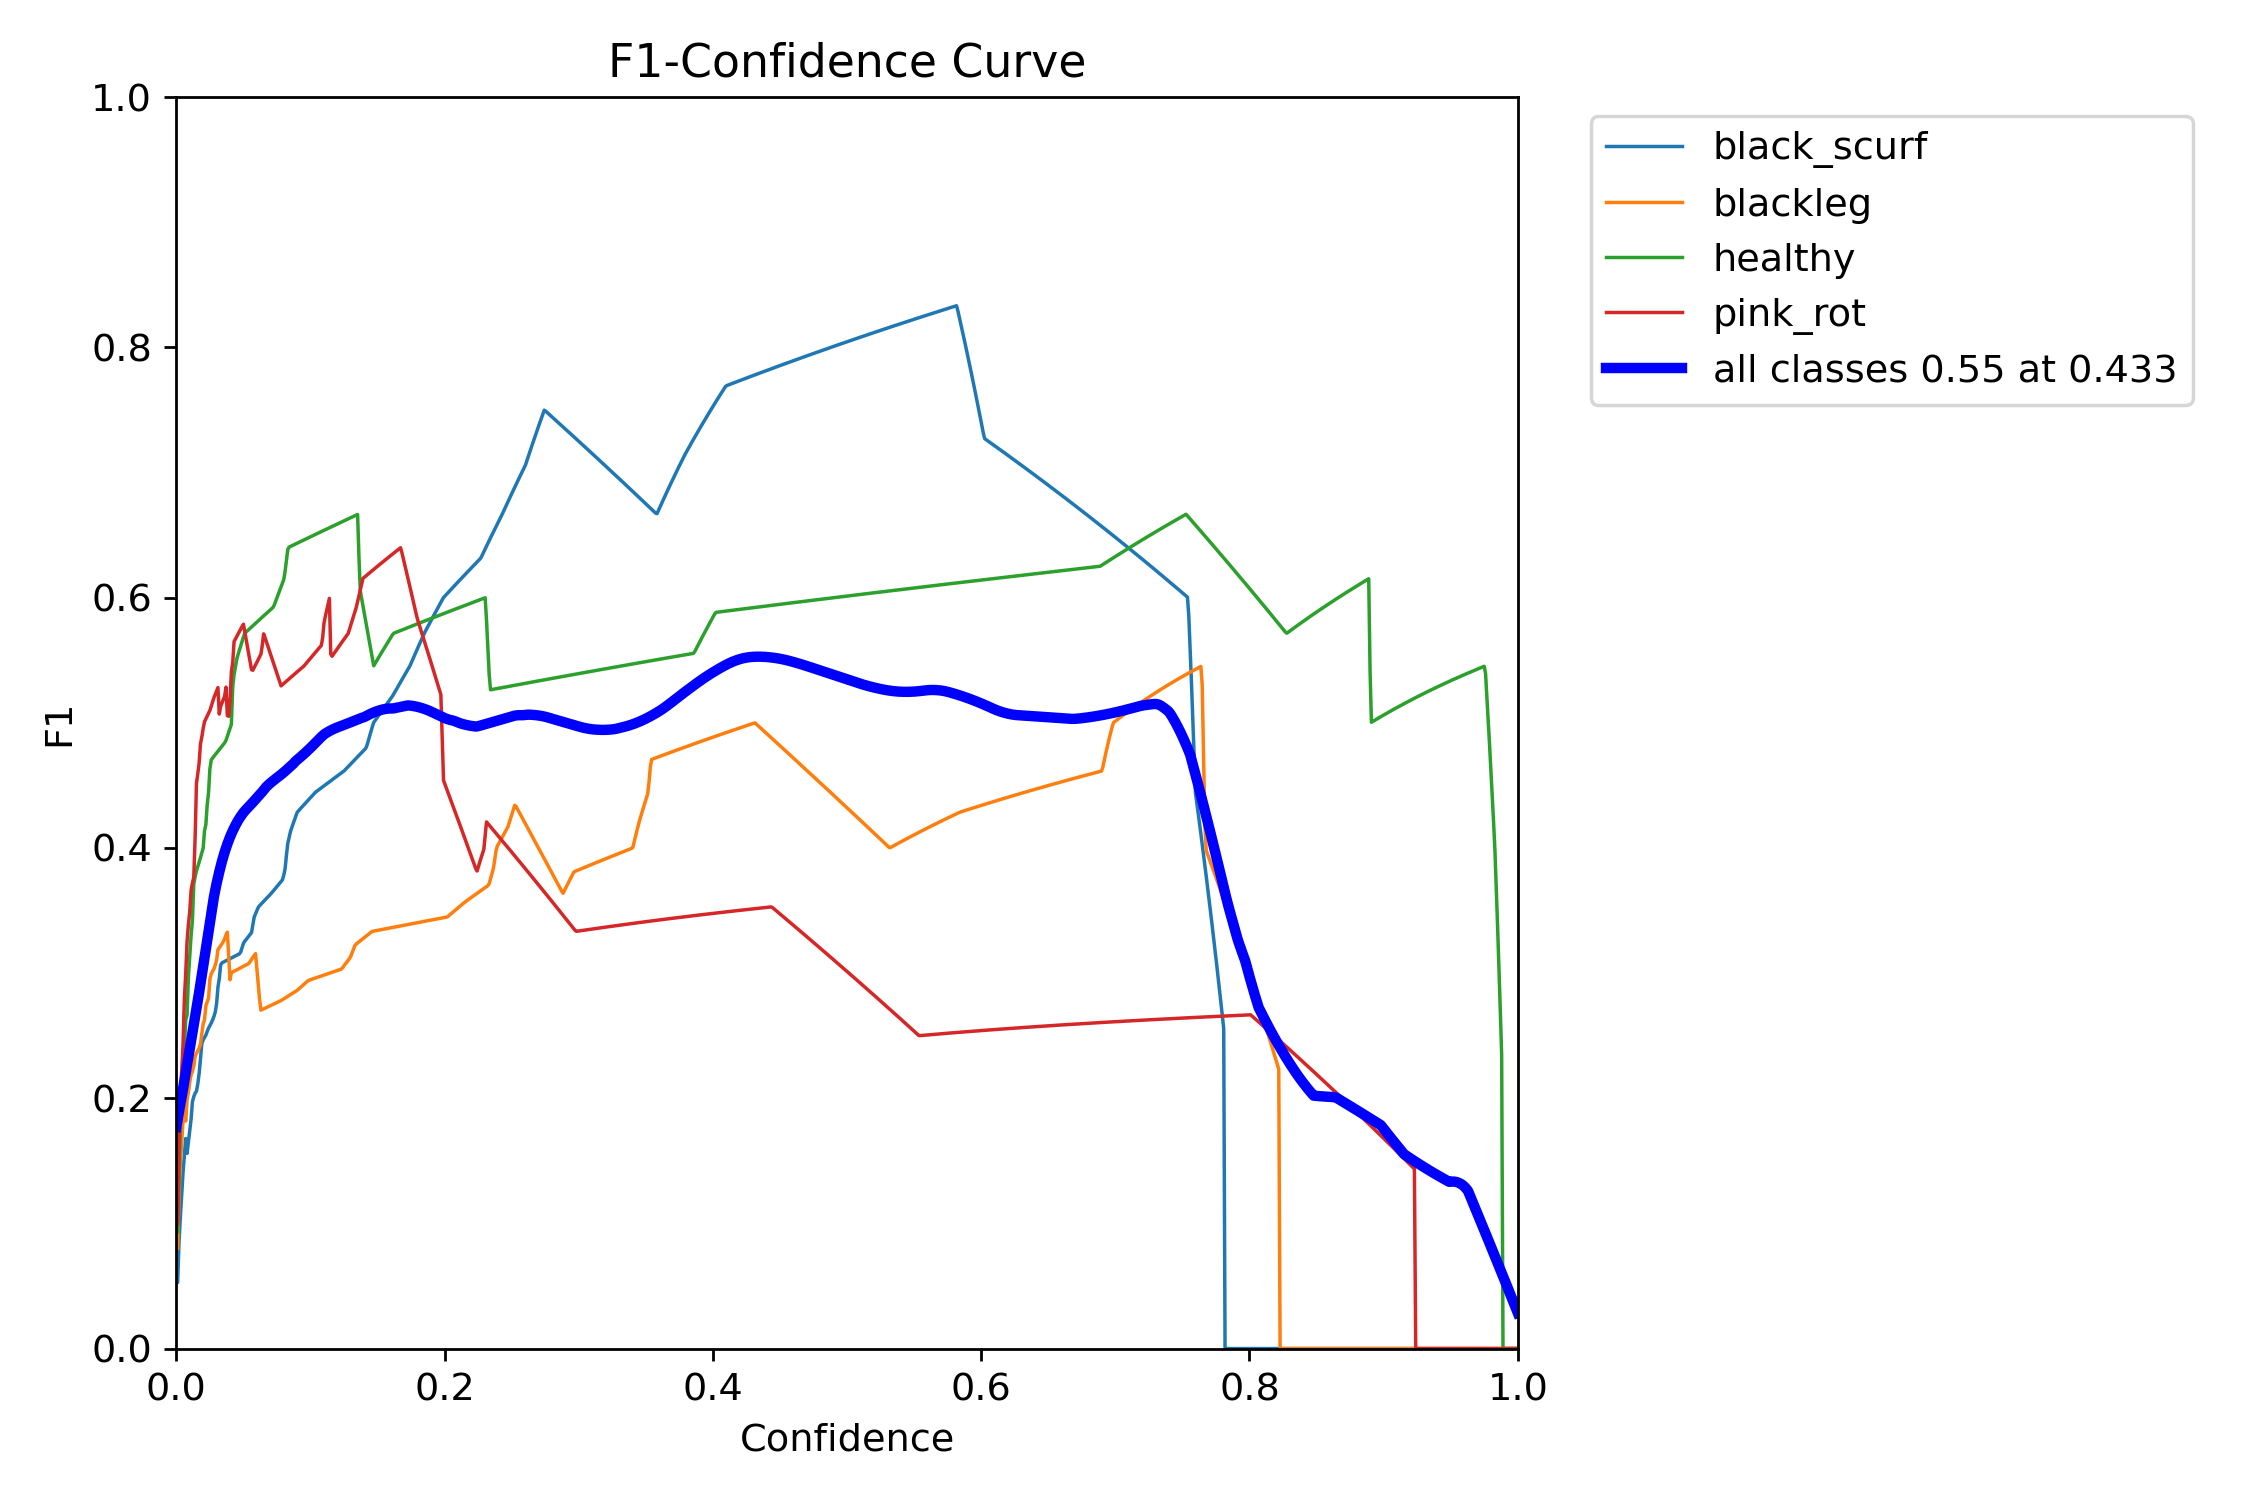 F1-Confidence Curve
1.0
0.8
0.6
0.4
0.2
0.0
F1
0.0 0.2 0.4 0.6 0.8 1.0
Confidence
black_scurf
blackleg
healthy
pink_rot
all classes 0.55 at 0.433